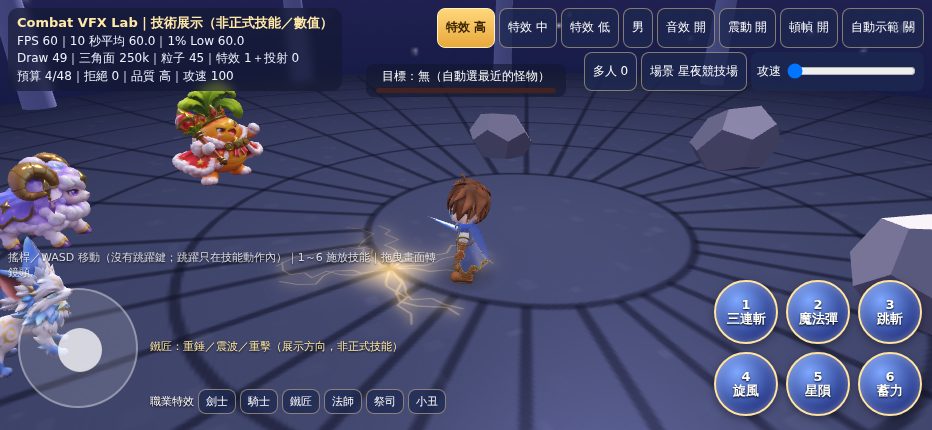 Combat VFX Lab｜技術展示（非正式技能／數值）
FPS 60｜10 秒平均 60.0｜1% Low 60.0
Draw 49｜三角面 250k｜粒子 45｜特效 1＋投射 0
預算 4/48｜拒絕 0｜品質 高｜攻速 100
特效 高
特效 中
特效 低
男
音效 開
震動 開
頓幀 開
自動示範 關
目標：無（自動選最近的怪物）
多人 0
場景 星夜競技場
攻速
搖桿／WASD 移動（沒有跳躍鍵；跳躍只在技能動作內）｜1~6 施放技能｜拖曳畫面轉
鏡頭
1
三連斬
2
魔法彈
3
跳斬
鐵匠：重錘／震波／重擊（展示方向，非正式技能）
4
旋風
5
星隕
6
蓄力
職業特效
劍士
騎士
鐵匠
法師
祭司
小丑